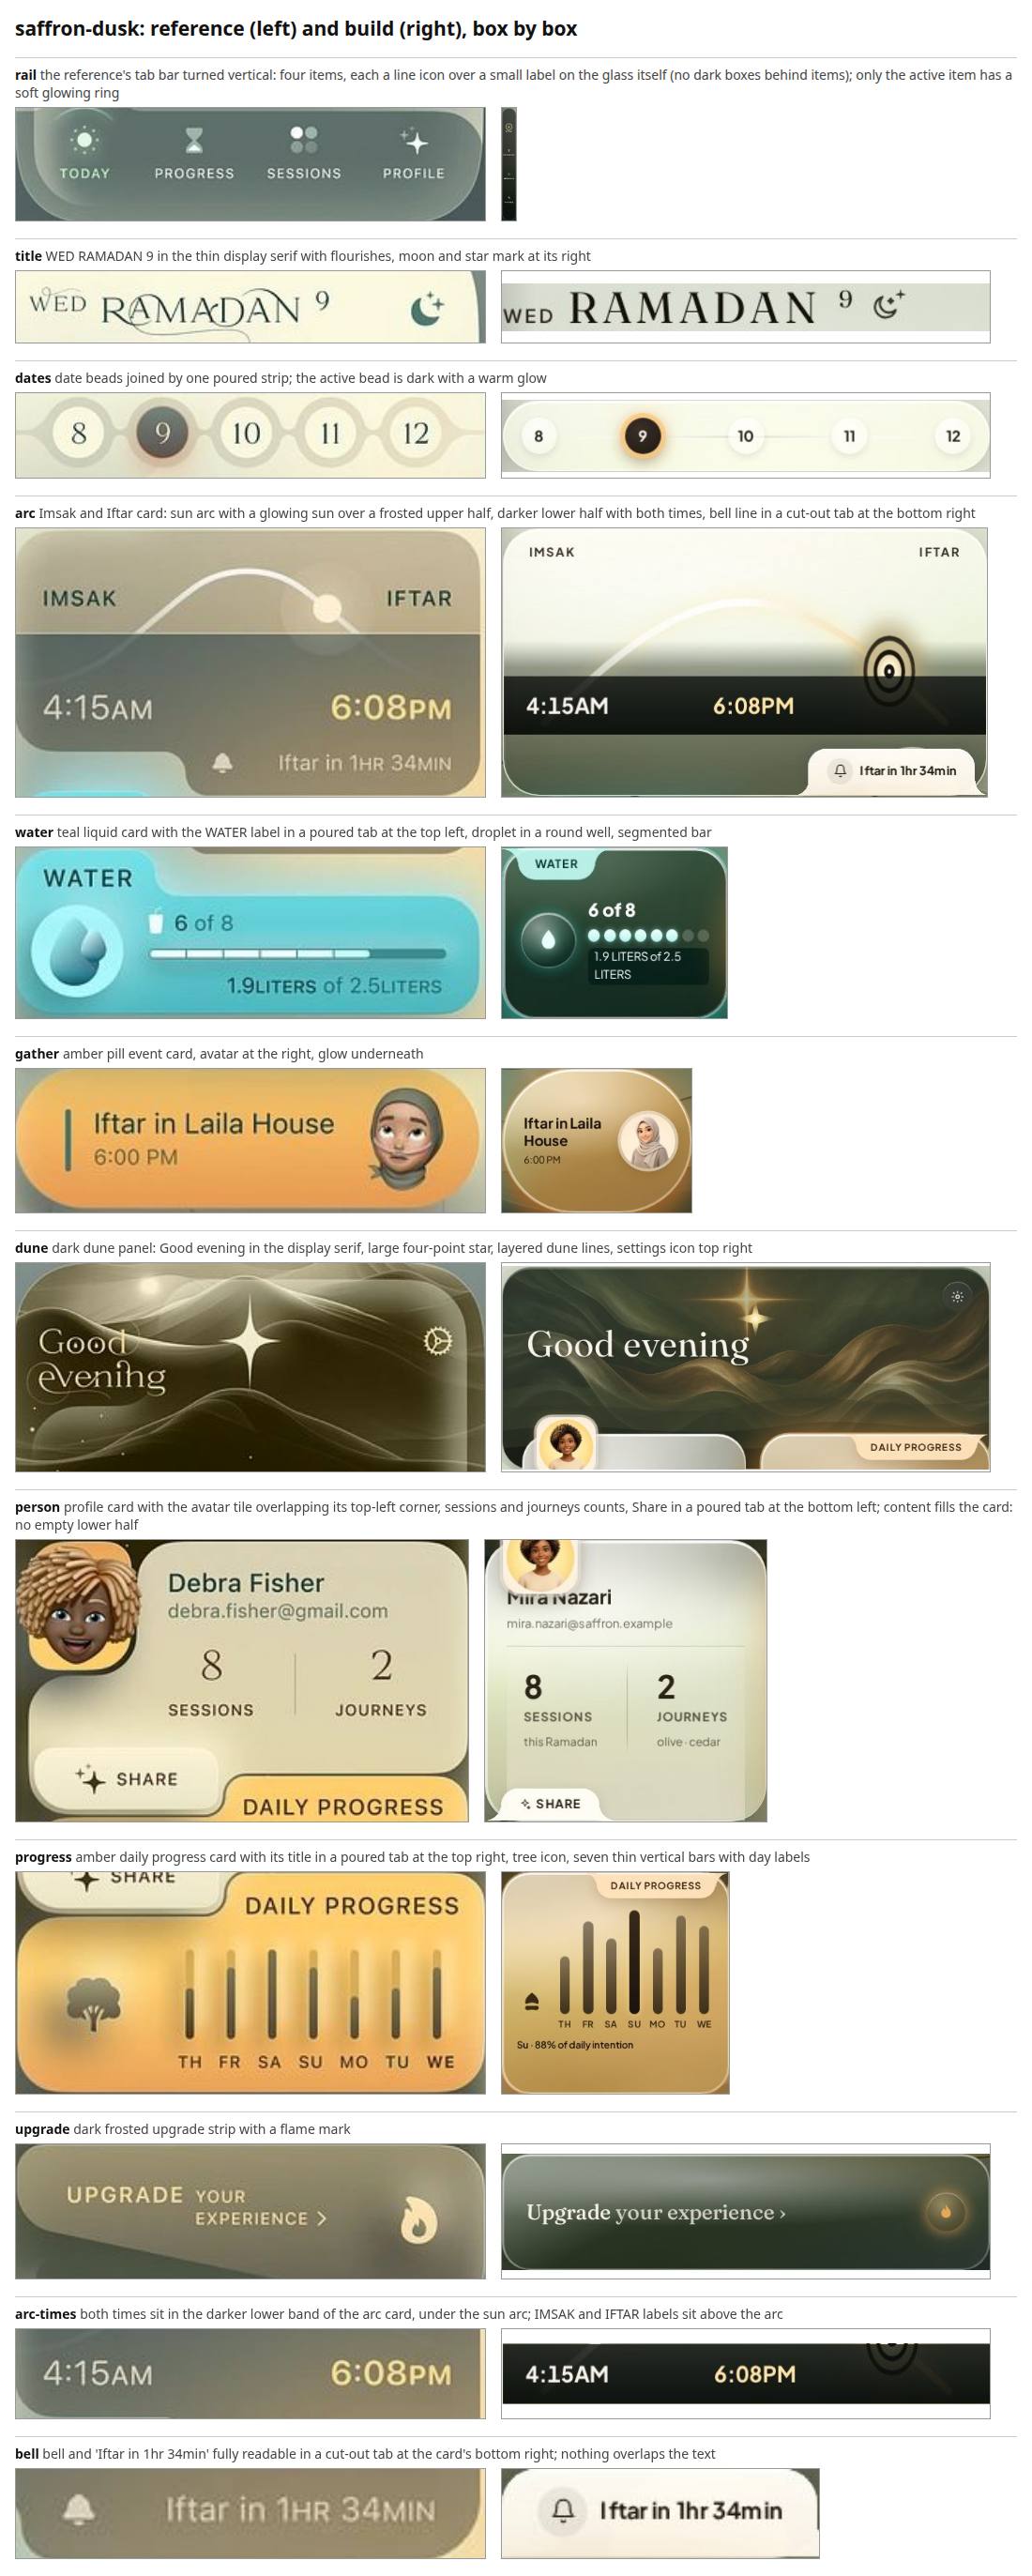 saffron-dusk: reference (left) and build (right), box by box
rail the reference's tab bar turned vertical: four items, each a line icon over a small label on the glass itself (no dark boxes behind items); only the active item has a
soft glowing ring
TODAY PROGRESS SESSIONS PROFILE
title WED RAMADAN 9 in the thin display serif with flourishes, moon and star mark at its right
WED RAMADAN 9
WED RAMADAN 9
dates date beads joined by one poured strip; the active bead is dark with a warm glow
8 9 10 11 12
8 9 10 11 12
arc Imsak and Iftar card: sun arc with a glowing sun over a frosted upper half, darker lower half with both times, bell line in a cut-out tab at the bottom right
IMSAK IFTAR
4:15AM 6:08PM
Iftar in 1HR 34MIN
IMSAK IFTAR
4:15AM 6:08PM
Iftar in 1hr 34min
water teal liquid card with the WATER label in a poured tab at the top left, droplet in a round well, segmented bar
WATER
6 of 8
1.9LITERS of 2.5LITERS
WATER
6 of 8
1.9 LITERS of 2.5
LITERS
gather amber pill event card, avatar at the right, glow underneath
Iftar in Laila House
6:00 PM
Iftar in Laila
House
6:00 PM
dune dark dune panel: Good evening in the display serif, large four-point star, layered dune lines, settings icon top right
Good
evening
Good evening
DAILY PROGRESS
person profile card with the avatar tile overlapping its top-left corner, sessions and journeys counts, Share in a poured tab at the bottom left; content fills the card:
no empty lower half
Debra Fisher
debra.fisher@gmail.com
8 2
SESSIONS JOURNEYS
SHARE
DAILY PROGRESS
Mira Nazari
mira.nazari@saffron.example
8 2
SESSIONS JOURNEYS
this Ramadan olive · cedar
SHARE
progress amber daily progress card with its title in a poured tab at the top right, tree icon, seven thin vertical bars with day labels
SHARE
DAILY PROGRESS
TH FR SA SU MO TU WE
DAILY PROGRESS
TH FR SA SU MO TU WE
Su · 88% of daily intention
upgrade dark frosted upgrade strip with a flame mark
UPGRADE YOUR
EXPERIENCE >
Upgrade your experience ›
arc-times both times sit in the darker lower band of the arc card, under the sun arc; IMSAK and IFTAR labels sit above the arc
4:15AM 6:08PM
4:15AM 6:08PM
bell bell and 'Iftar in 1hr 34min' fully readable in a cut-out tab at the card's bottom right; nothing overlaps the text
Iftar in 1HR 34MIN
Iftar in 1hr 34min